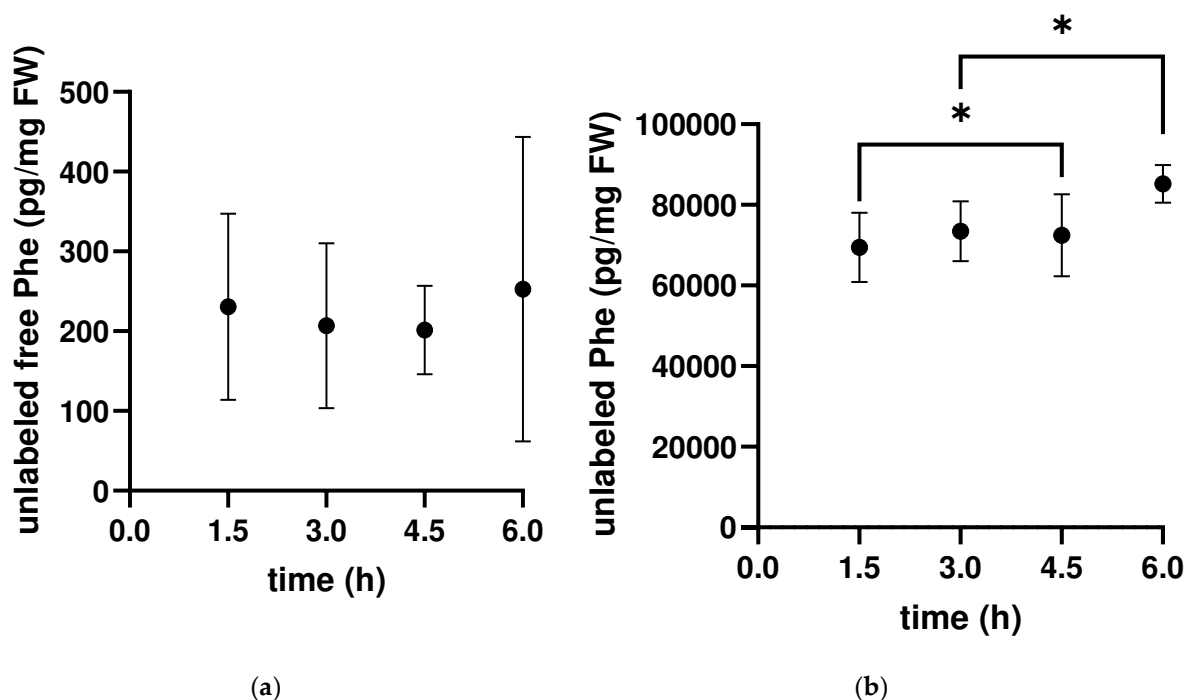 unlabeled free Phe (pg/mg FW)
500
400
300
200
100
0
0.0 1.5 3.0 4.5 6.0
time (h)
(a)
*
*
unlabeled Phe (pg/mg FW)
100000
80000
60000
40000
20000
0
0.0 1.5 3.0 4.5 6.0
time (h)
(b)